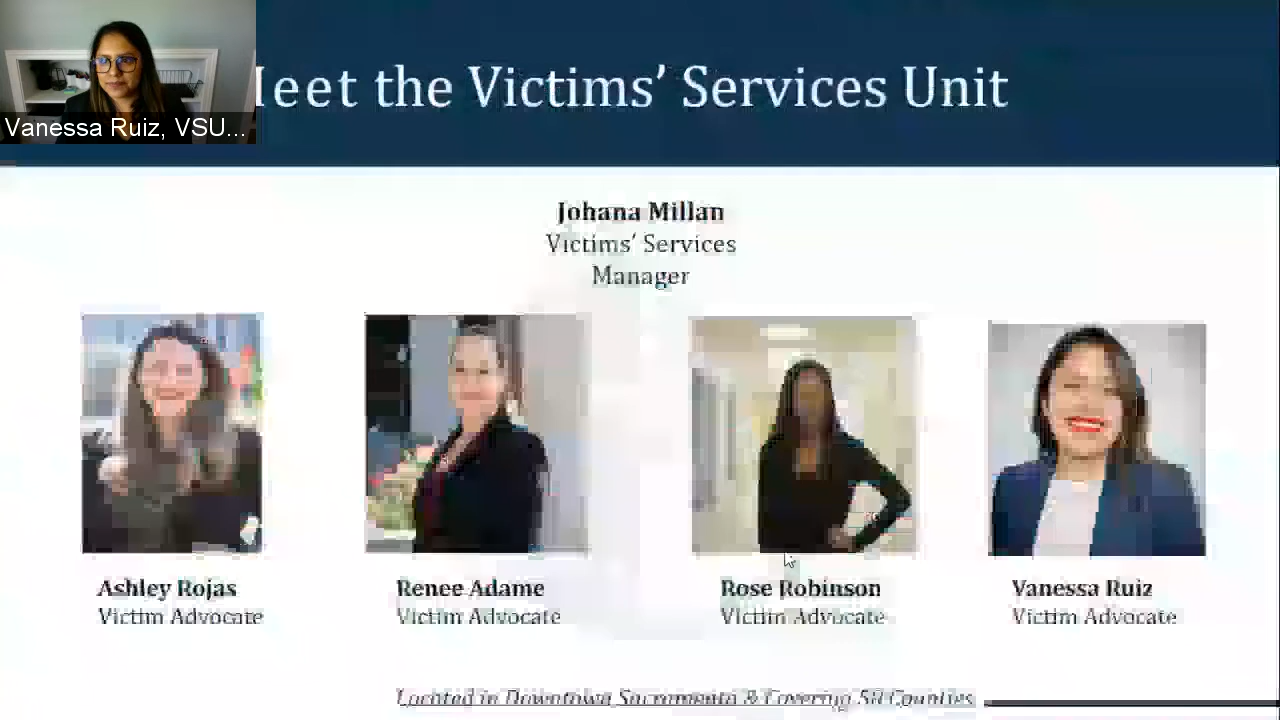 Meet the Victims’ Services Unit
Vanessa Ruiz, VSU...
Johana Millan
Victims’ Services
Manager
Ashley Rojas
Victim Advocate
Renee Adame
Victim Advocate
Rose Robinson
Victim Advocate
Vanessa Ruiz
Victim Advocate
Located in Downtown Sacramento & Covering 58 Counties